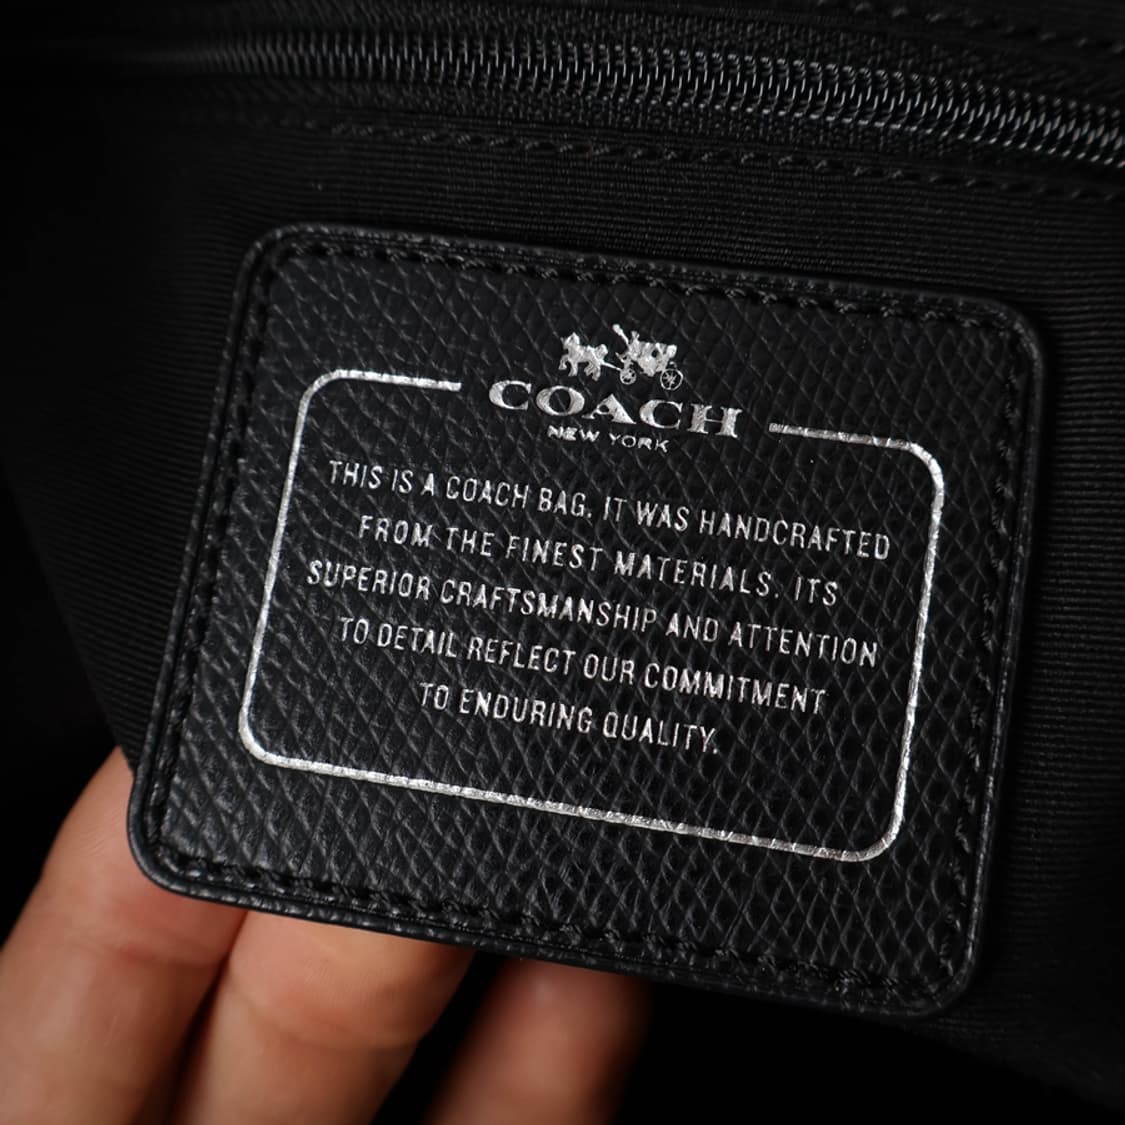 COACH
NEW YORK
THIS IS A COACH BAG. IT WAS HANDCRAFTED
FROM THE FINEST MATERIALS. ITS
SUPERIOR CRAFTSMANSHIP AND ATTENTION
TO DETAIL REFLECT OUR COMMITMENT
TO ENDURING QUALITY.